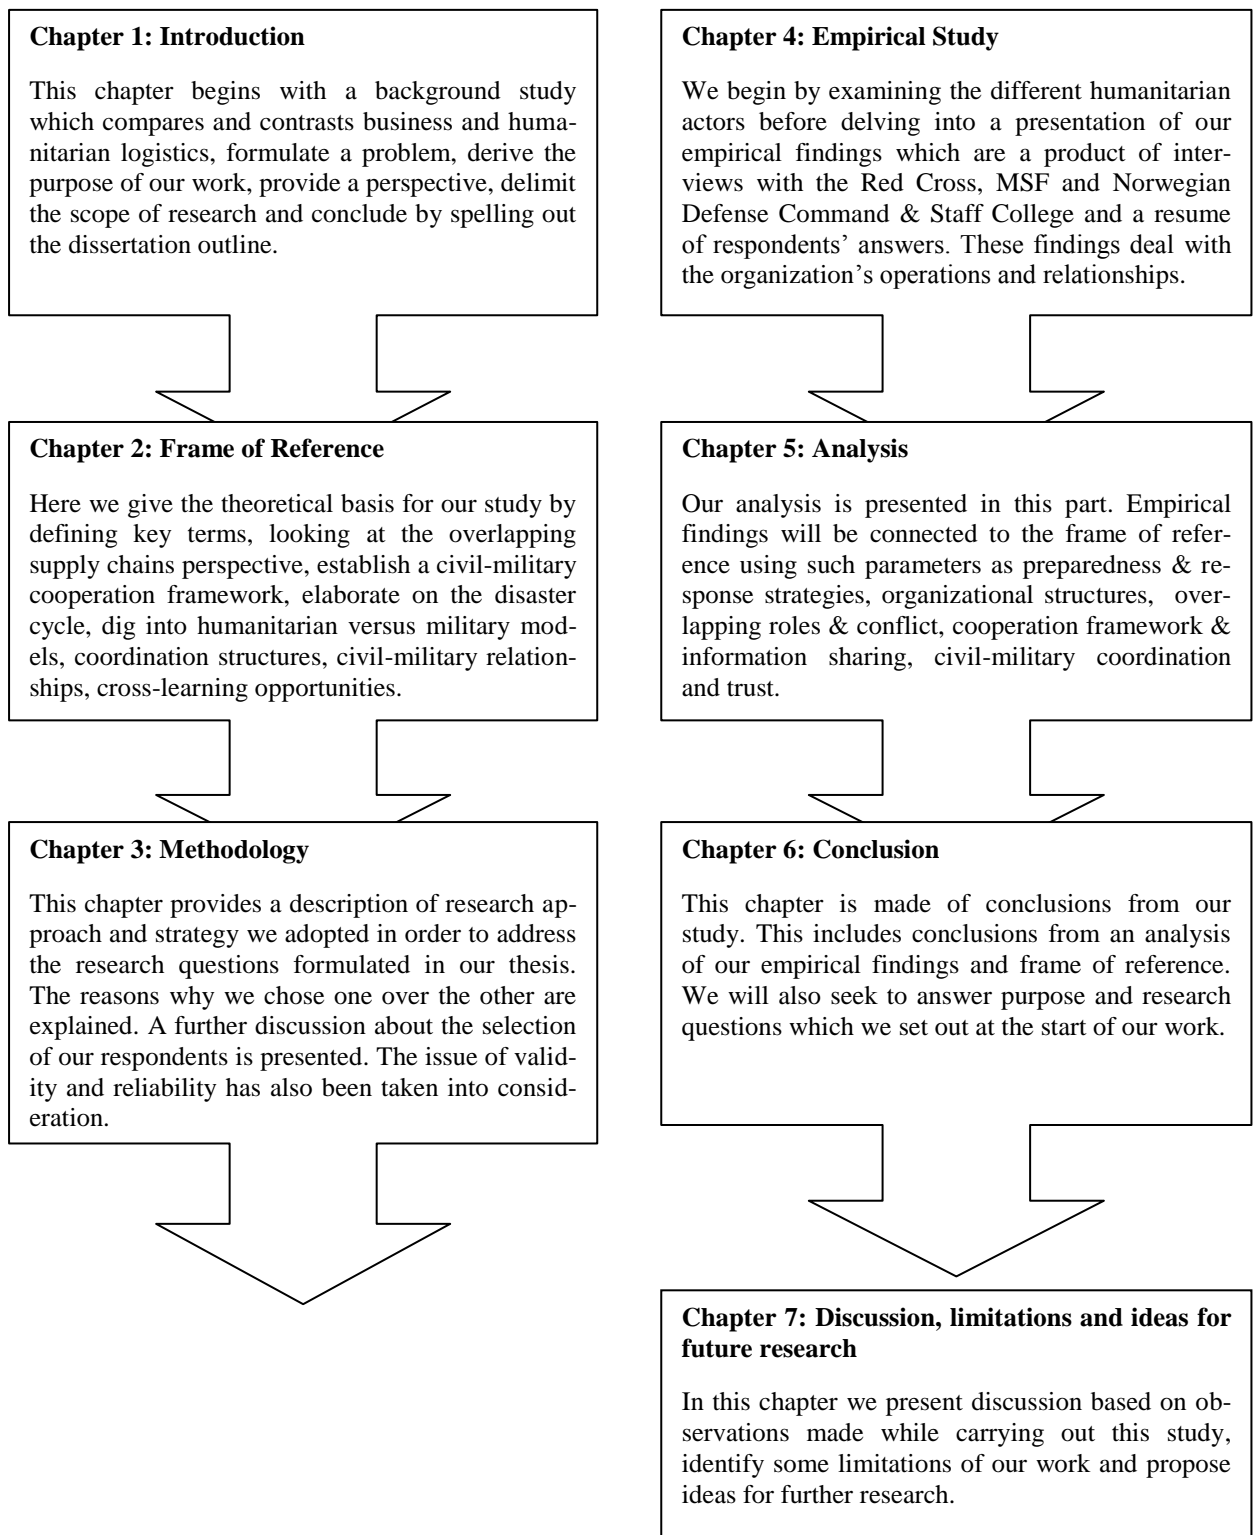 Chapter 1: Introduction
This chapter begins with a background study
which compares and contrasts business and huma-
nitarian logistics, formulate a problem, derive the
purpose of our work, provide a perspective, delimit
the scope of research and conclude by spelling out
the dissertation outline.
Chapter 2: Frame of Reference
Here we give the theoretical basis for our study by
defining key terms, looking at the overlapping
supply chains perspective, establish a civil-military
cooperation framework, elaborate on the disaster
cycle, dig into humanitarian versus military mod-
els, coordination structures, civil-military relation-
ships, cross-learning opportunities.
Chapter 3: Methodology
This chapter provides a description of research ap-
proach and strategy we adopted in order to address
the research questions formulated in our thesis.
The reasons why we chose one over the other are
explained. A further discussion about the selection
of our respondents is presented. The issue of valid-
ity and reliability has also been taken into consid-
eration.
Chapter 4: Empirical Study
We begin by examining the different humanitarian
actors before delving into a presentation of our
empirical findings which are a product of inter-
views with the Red Cross, MSF and Norwegian
Defense Command & Staff College and a resume
of respondents’ answers. These findings deal with
the organization’s operations and relationships.
Chapter 5: Analysis
Our analysis is presented in this part. Empirical
findings will be connected to the frame of refer-
ence using such parameters as preparedness & re-
sponse strategies, organizational structures, over-
lapping roles & conflict, cooperation framework &
information sharing, civil-military coordination
and trust.
Chapter 6: Conclusion
This chapter is made of conclusions from our
study. This includes conclusions from an analysis
of our empirical findings and frame of reference.
We will also seek to answer purpose and research
questions which we set out at the start of our work.
Chapter 7: Discussion, limitations and ideas for
future research
In this chapter we present discussion based on ob-
servations made while carrying out this study,
identify some limitations of our work and propose
ideas for further research.